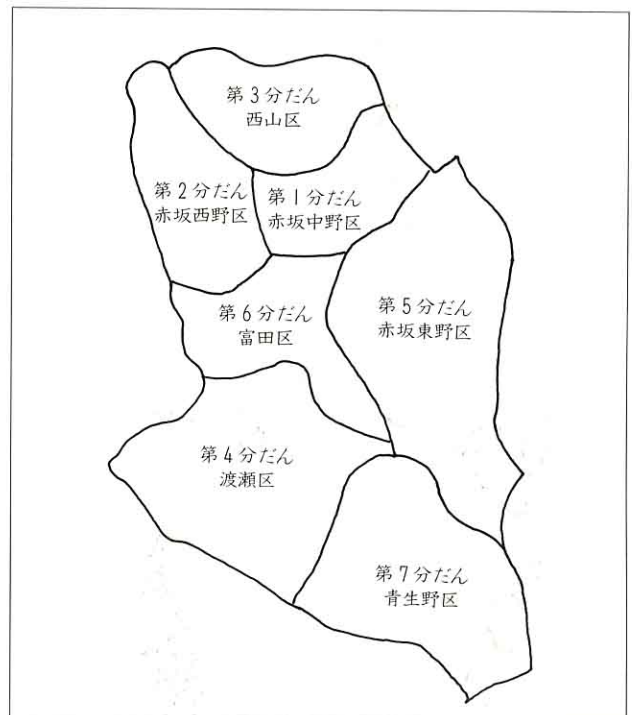 第3分だん
西山区
第2分だん
赤坂西野区
第1分だん
赤坂中野区
第6分だん
富田区
第5分だん
赤坂東野区
第4分だん
渡瀬区
第7分だん
青生野区